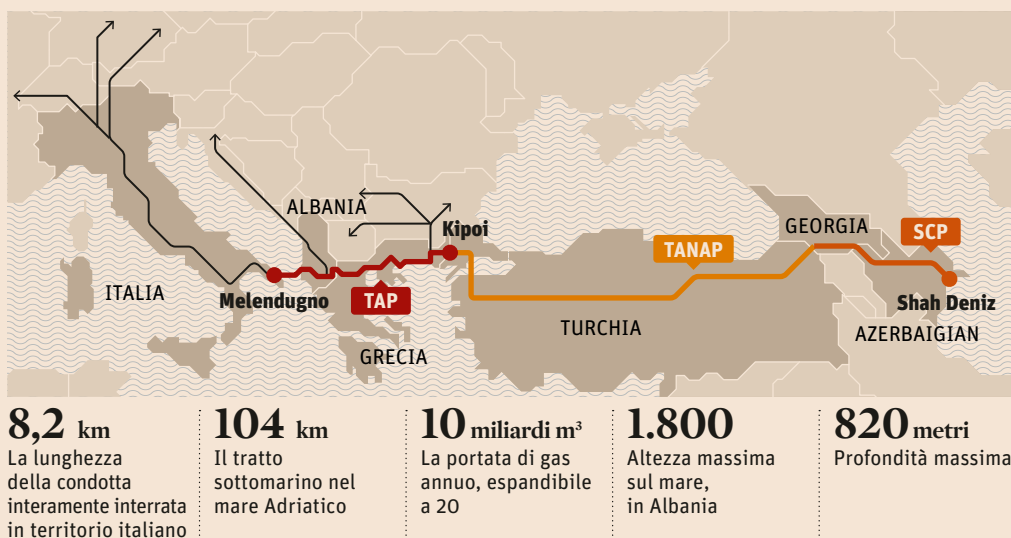 ALBANIA
Kipoi
GEORGIA
SCP
TANAP
ITALIA
Melendugno
TAP
Shah Deniz
TURCHIA
AZERBAIGIAN
GRECIA
8,2 km
La lunghezza
della condotta
interamente interrata
in territorio italiano
104 km
Il tratto
sottomarino nel
mare Adriatico
10 miliardi m³
La portata di gas
annuo, espandibile
a 20
1.800
Altezza massima
sul mare,
in Albania
820 metri
Profondità massima